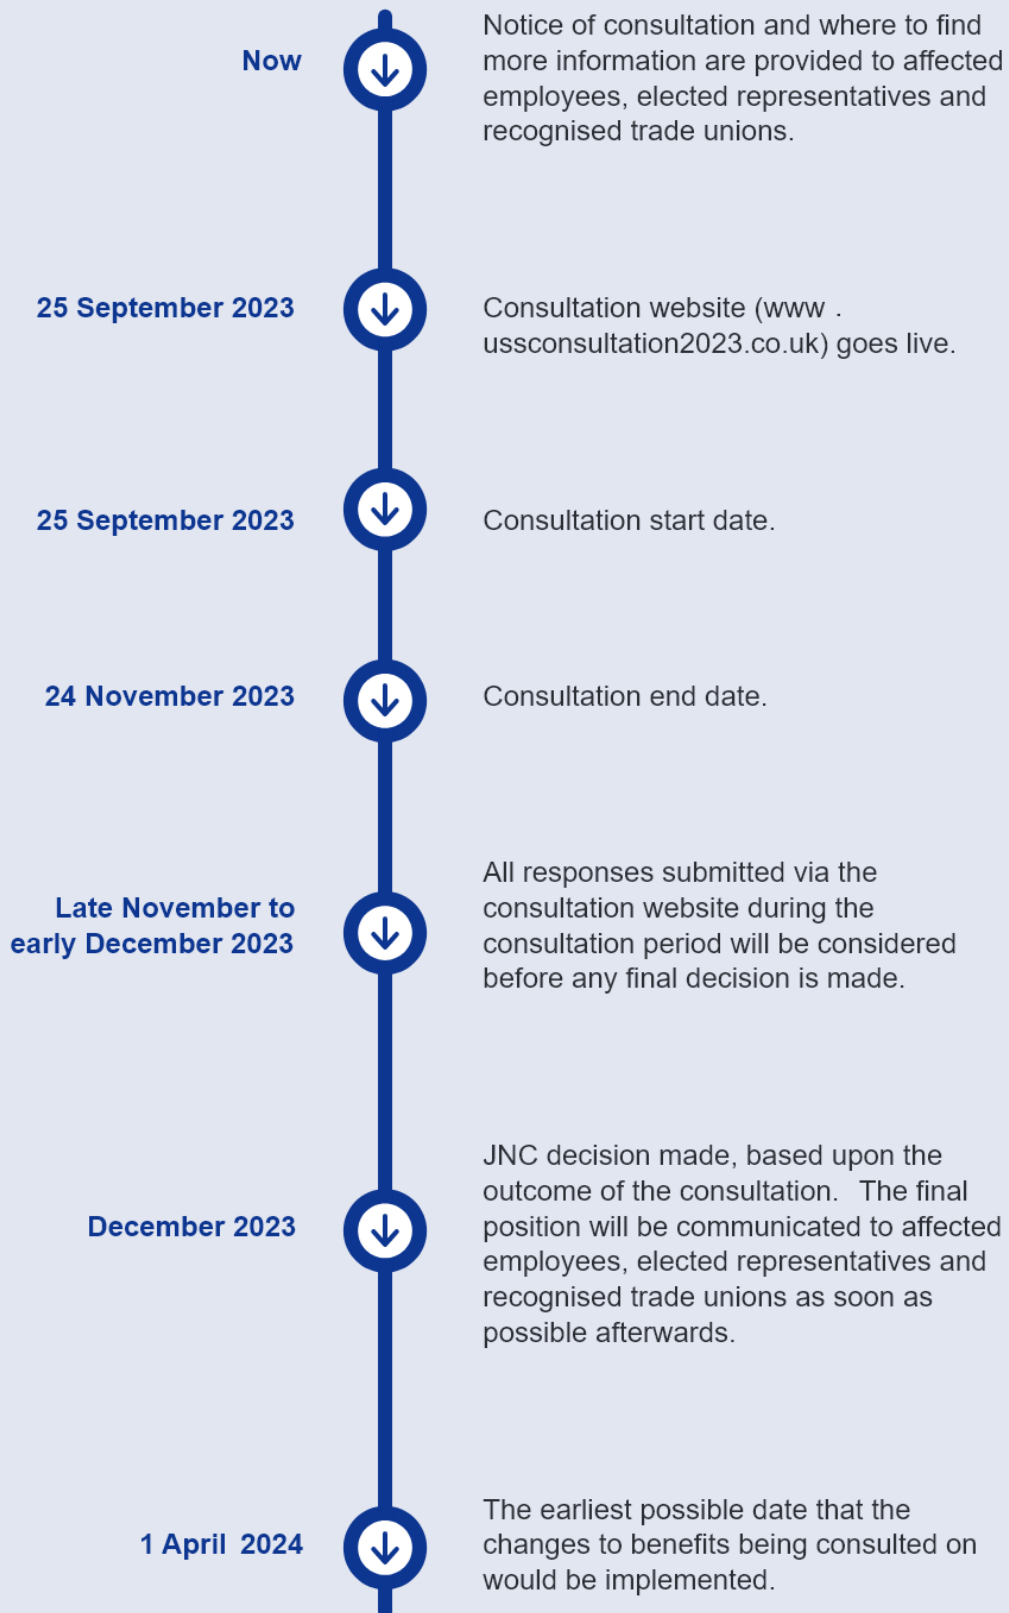 Now
Notice of consultation and where to find
more information are provided to affected
employees, elected representatives and
recognised trade unions.
25 September 2023
Consultation website (www .
ussconsultation2023.co.uk) goes live.
25 September 2023
Consultation start date.
24 November 2023
Consultation end date.
Late November to
early December 2023
All responses submitted via the
consultation website during the
consultation period will be considered
before any final decision is made.
December 2023
JNC decision made, based upon the
outcome of the consultation.  The final
position will be communicated to affected
employees, elected representatives and
recognised trade unions as soon as
possible afterwards.
1 April 2024
The earliest possible date that the
changes to benefits being consulted on
would be implemented.